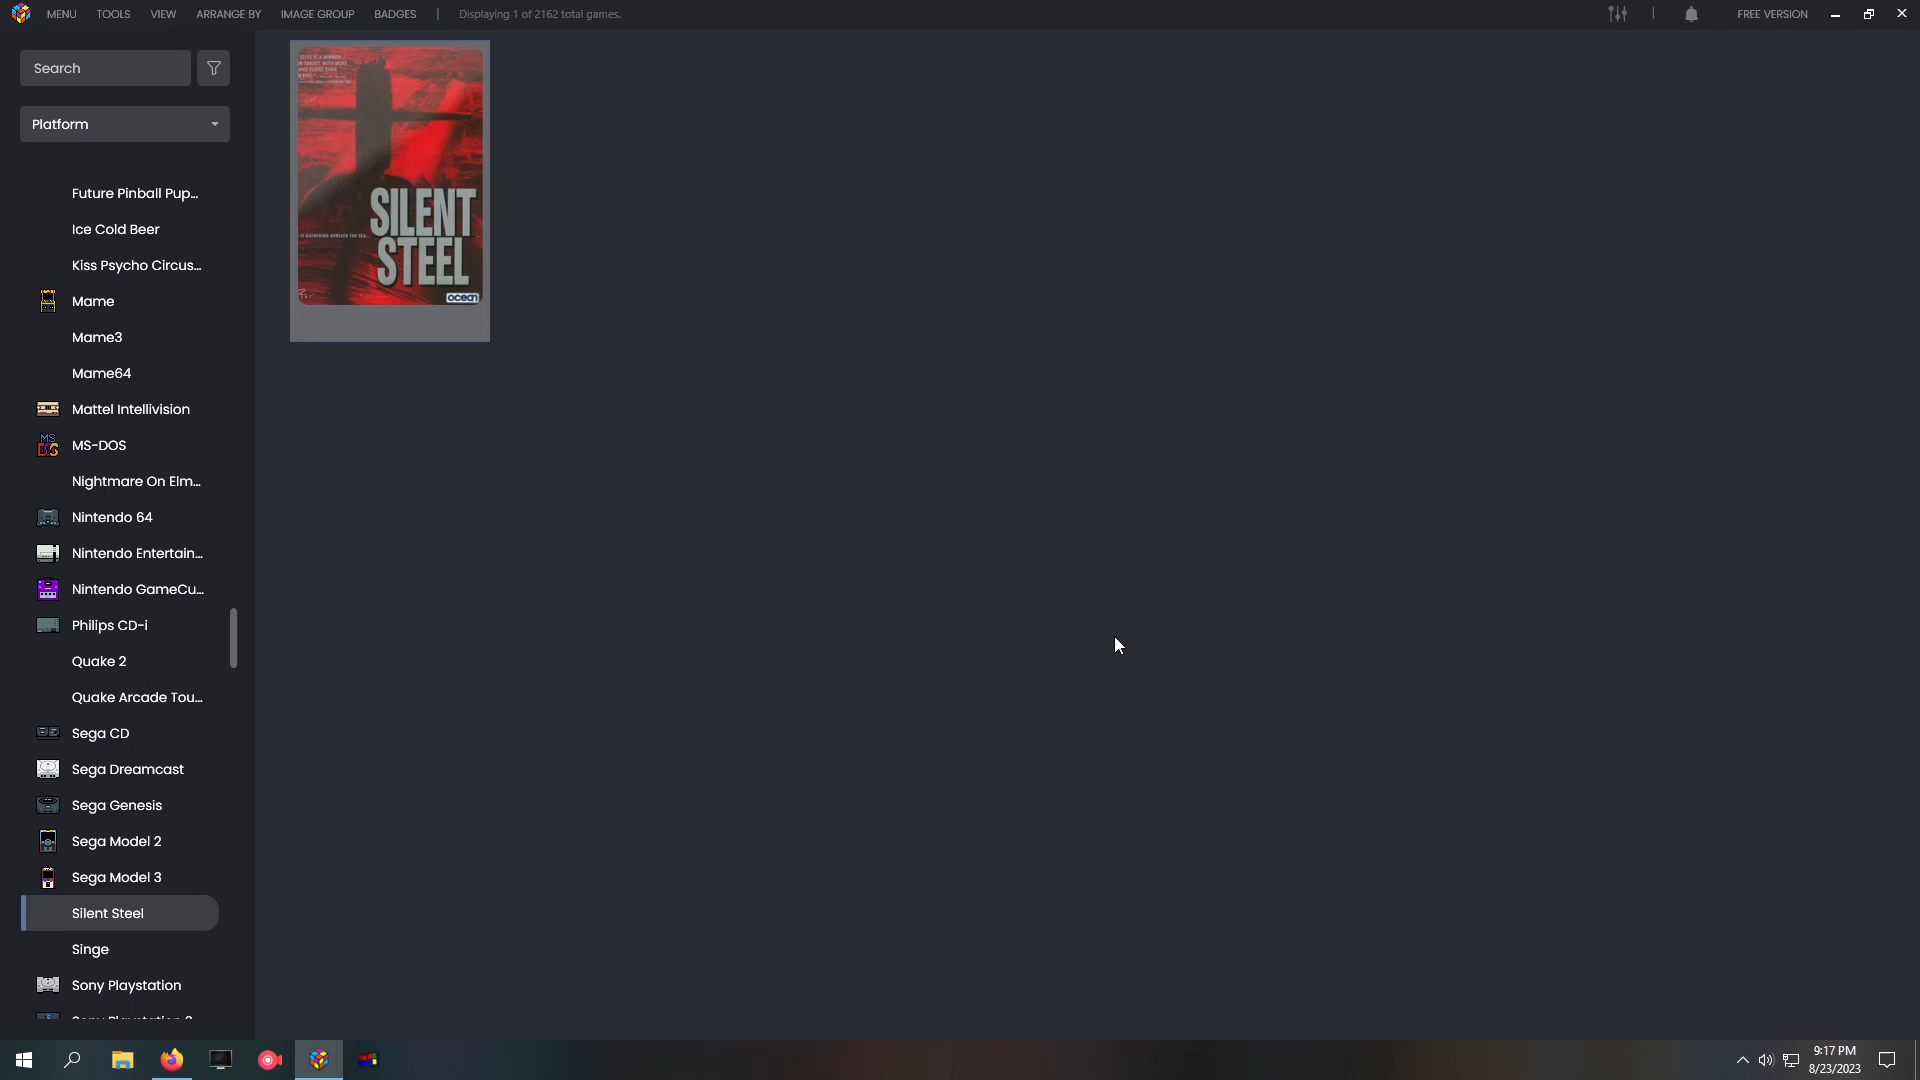 MENU TOOLS VIEW ARRANGE BY IMAGE GROUP BADGES | Displaying 1 of 2162 total games. | FREE VERSION
Search
Platform
Future Pinball Pup...
Ice Cold Beer
Kiss Psycho Circus...
Mame
Mame3
Mame64
Mattel Intellivision
MS-DOS
Nightmare On Elm...
Nintendo 64
Nintendo Entertain...
Nintendo GameCu...
Philips CD-i
Quake 2
Quake Arcade Tou...
Sega CD
Sega Dreamcast
Sega Genesis
Sega Model 2
Sega Model 3
Silent Steel
Singe
Sony Playstation
SILENT
STEEL
ocean
9:17 PM
8/23/2023